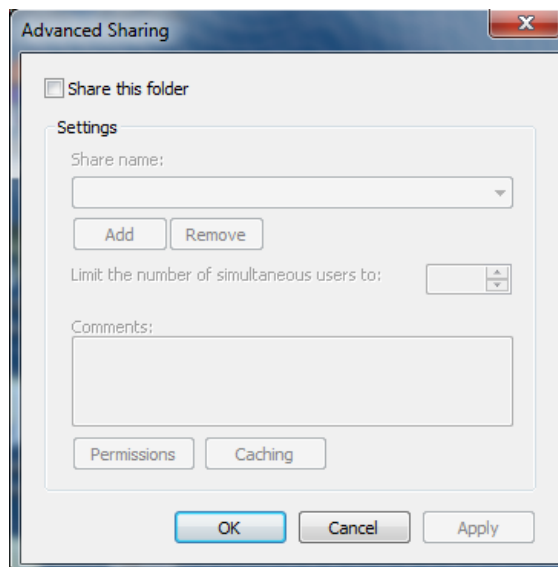 Advanced Sharing
Share this folder
Settings
Share name:
Add Remove
Limit the number of simultaneous users to:
Comments:
Permissions Caching
OK Cancel Apply